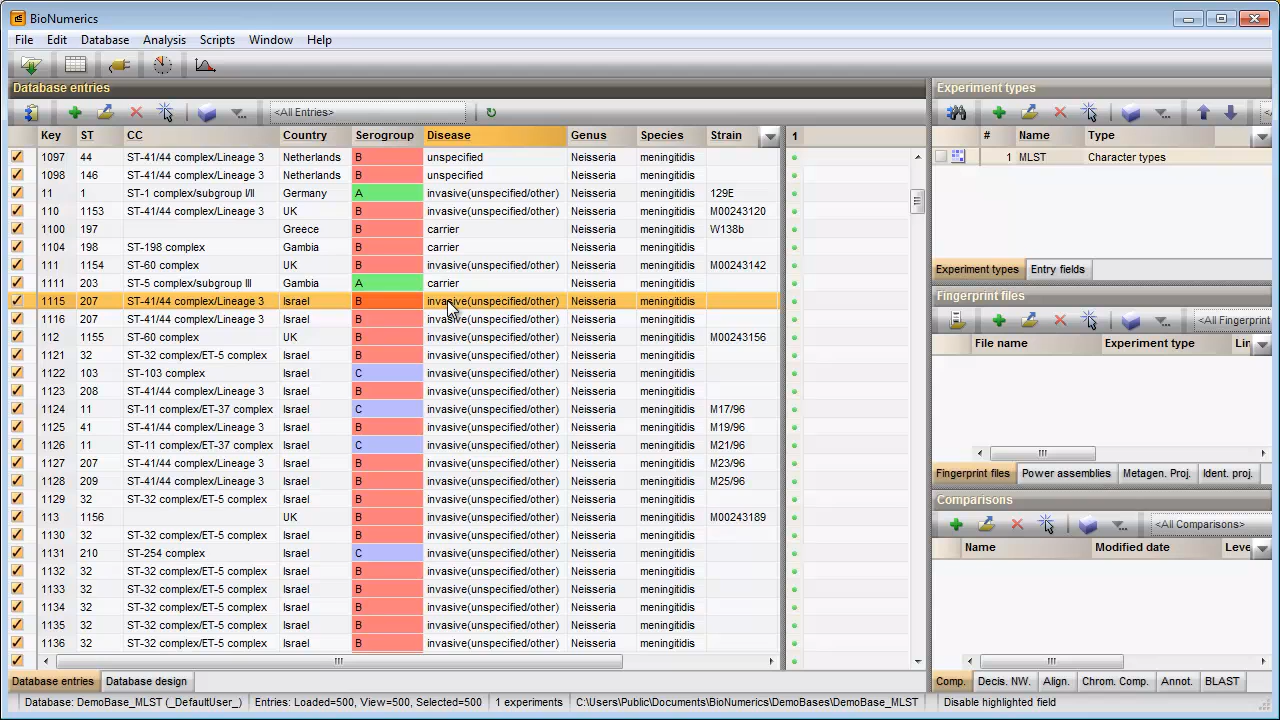 BioNumerics
File Edit Database Analysis Scripts Window Help
Database entries
<All Entries>
Key ST CC Country Serogroup Disease Genus Species Strain 1
1097 44 ST-41/44 complex/Lineage 3 Netherlands B unspecified Neisseria meningitidis
1098 146 ST-41/44 complex/Lineage 3 Netherlands B unspecified Neisseria meningitidis
11 1 ST-1 complex/subgroup I/II Germany A invasive(unspecified/other) Neisseria meningitidis 129E
110 1153 ST-41/44 complex/Lineage 3 UK B invasive(unspecified/other) Neisseria meningitidis M00243120
1100 197 Greece B carrier Neisseria meningitidis W138b
1104 198 ST-198 complex Gambia B carrier Neisseria meningitidis
111 1154 ST-60 complex UK B invasive(unspecified/other) Neisseria meningitidis M00243142
1111 203 ST-5 complex/subgroup III Gambia A carrier Neisseria meningitidis
1115 207 ST-41/44 complex/Lineage 3 Israel B invasive(unspecified/other) Neisseria meningitidis
1116 207 ST-41/44 complex/Lineage 3 Israel B invasive(unspecified/other) Neisseria meningitidis
112 1155 ST-60 complex UK B invasive(unspecified/other) Neisseria meningitidis M00243156
1121 32 ST-32 complex/ET-5 complex Israel B invasive(unspecified/other) Neisseria meningitidis
1122 103 ST-103 complex Israel C invasive(unspecified/other) Neisseria meningitidis
1123 208 ST-41/44 complex/Lineage 3 Israel B invasive(unspecified/other) Neisseria meningitidis
1124 11 ST-11 complex/ET-37 complex Israel C invasive(unspecified/other) Neisseria meningitidis M17/96
1125 41 ST-41/44 complex/Lineage 3 Israel B invasive(unspecified/other) Neisseria meningitidis M19/96
1126 11 ST-11 complex/ET-37 complex Israel C invasive(unspecified/other) Neisseria meningitidis M21/96
1127 207 ST-41/44 complex/Lineage 3 Israel B invasive(unspecified/other) Neisseria meningitidis M23/96
1128 209 ST-41/44 complex/Lineage 3 Israel B invasive(unspecified/other) Neisseria meningitidis M25/96
1129 32 ST-32 complex/ET-5 complex Israel B invasive(unspecified/other) Neisseria meningitidis
113 1156 UK B invasive(unspecified/other) Neisseria meningitidis M00243189
1130 32 ST-32 complex/ET-5 complex Israel B invasive(unspecified/other) Neisseria meningitidis
1131 210 ST-254 complex Israel C invasive(unspecified/other) Neisseria meningitidis
1132 32 ST-32 complex/ET-5 complex Israel B invasive(unspecified/other) Neisseria meningitidis
1133 32 ST-32 complex/ET-5 complex Israel B invasive(unspecified/other) Neisseria meningitidis
1134 32 ST-32 complex/ET-5 complex Israel B invasive(unspecified/other) Neisseria meningitidis
1135 32 ST-32 complex/ET-5 complex Israel B invasive(unspecified/other) Neisseria meningitidis
1136 32 ST-32 complex/ET-5 complex Israel B invasive(unspecified/other) Neisseria meningitidis
Database entries Database design
Experiment types
# Name Type
1 MLST Character types
Experiment types Entry fields
Fingerprint files
<All Fingerprint
File name Experiment type Lin
Fingerprint files Power assemblies Metagen. Proj. Ident. proj.
Comparisons
<All Comparisons>
Name Modified date Leve
Comp. Decis. NW. Align. Chrom. Comp. Annot. BLAST
Database: DemoBase_MLST (_DefaultUser_) Entries: Loaded=500, View=500, Selected=500 1 experiments C:\Users\Public\Documents\BioNumerics\DemoBases\DemoBase_MLST Disable highlighted field